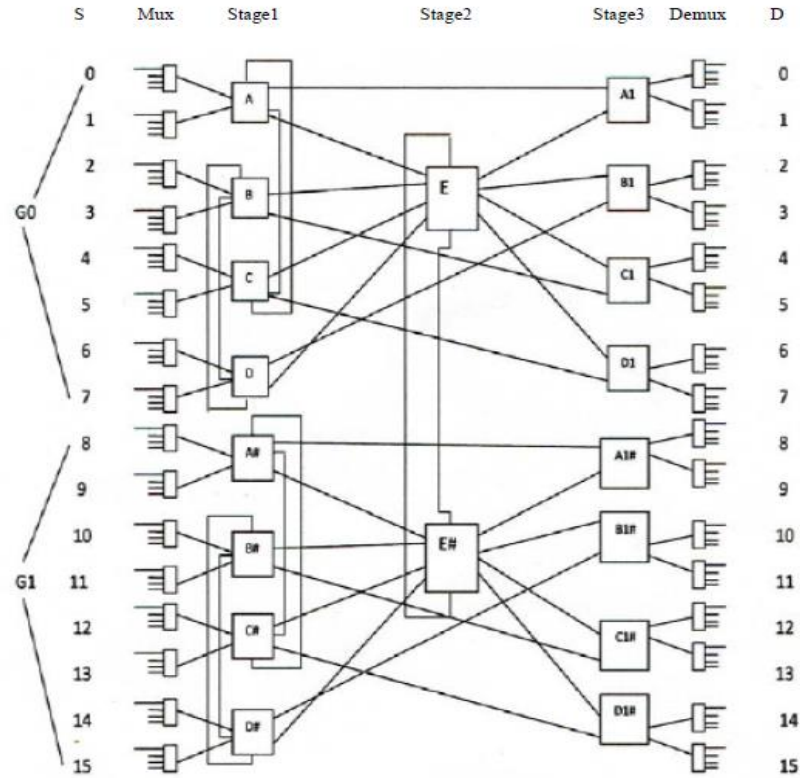 S Mux Stage1 Stage2 Stage3 Demux D
0 0
A A1
1 1
2 2
B E B1
G0 3 3
4 4
C C1
5 5
6 6
D D1
7 7
8 8
A# A1#
9 9
10 10
B# E# B1#
G1 11 11
12 12
C# C1#
13 13
14 14
D# D1#
15 15